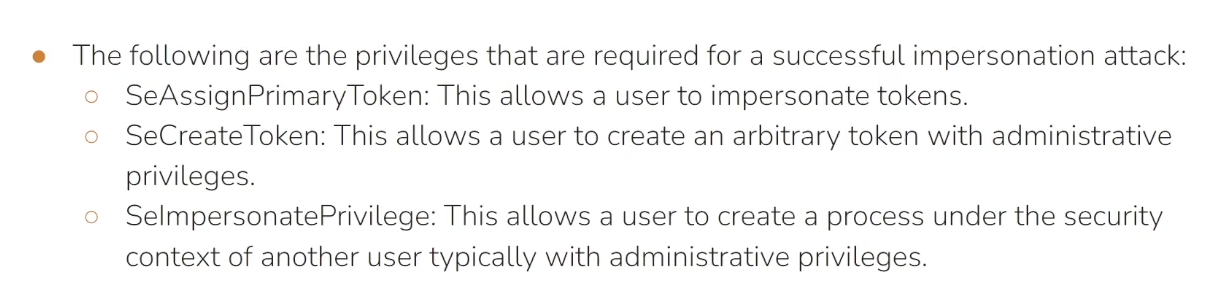 ● The following are the privileges that are required for a successful impersonation attack:
○ SeAssignPrimaryToken: This allows a user to impersonate tokens.
○ SeCreateToken: This allows a user to create an arbitrary token with administrative
privileges.
○ SeImpersonatePrivilege: This allows a user to create a process under the security
context of another user typically with administrative privileges.